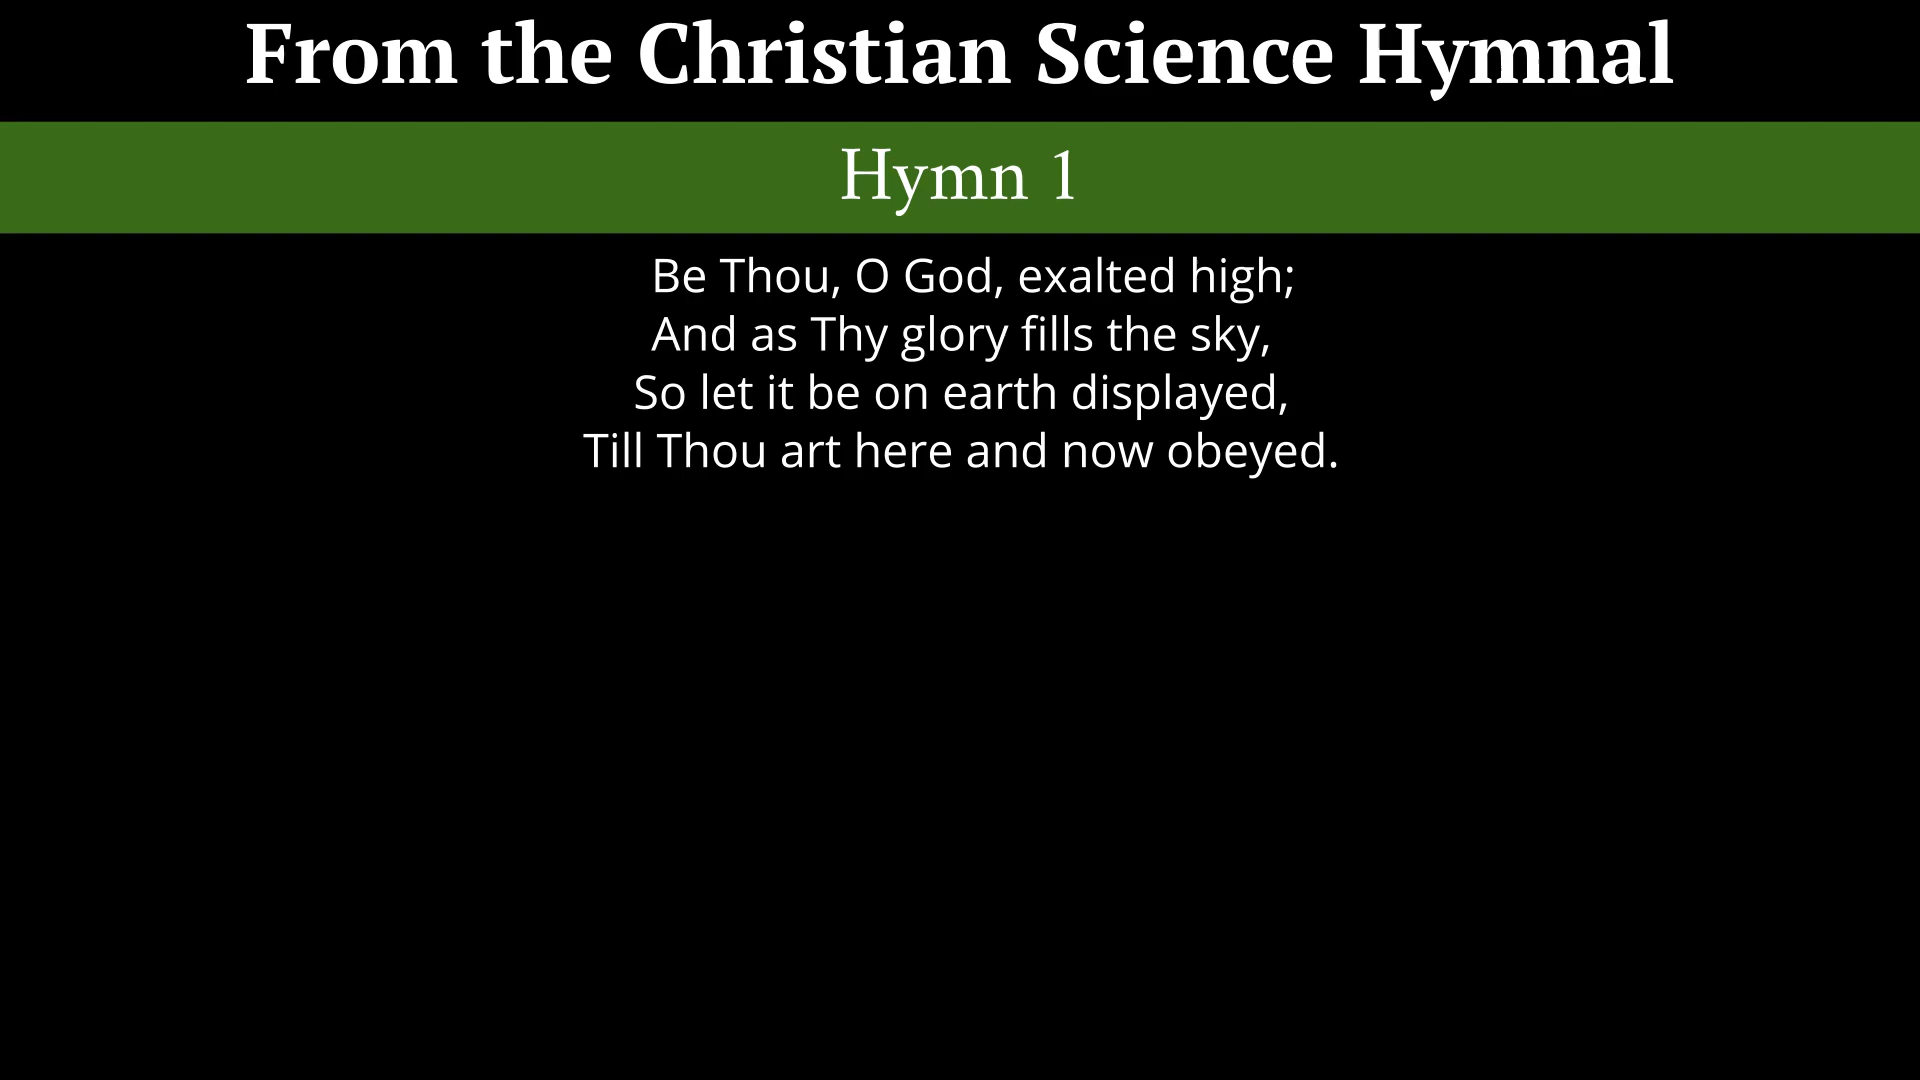 From the Christian Science Hymnal
Hymn 1
Be Thou, O God, exalted high;
And as Thy glory fills the sky,
So let it be on earth displayed,
Till Thou art here and now obeyed.